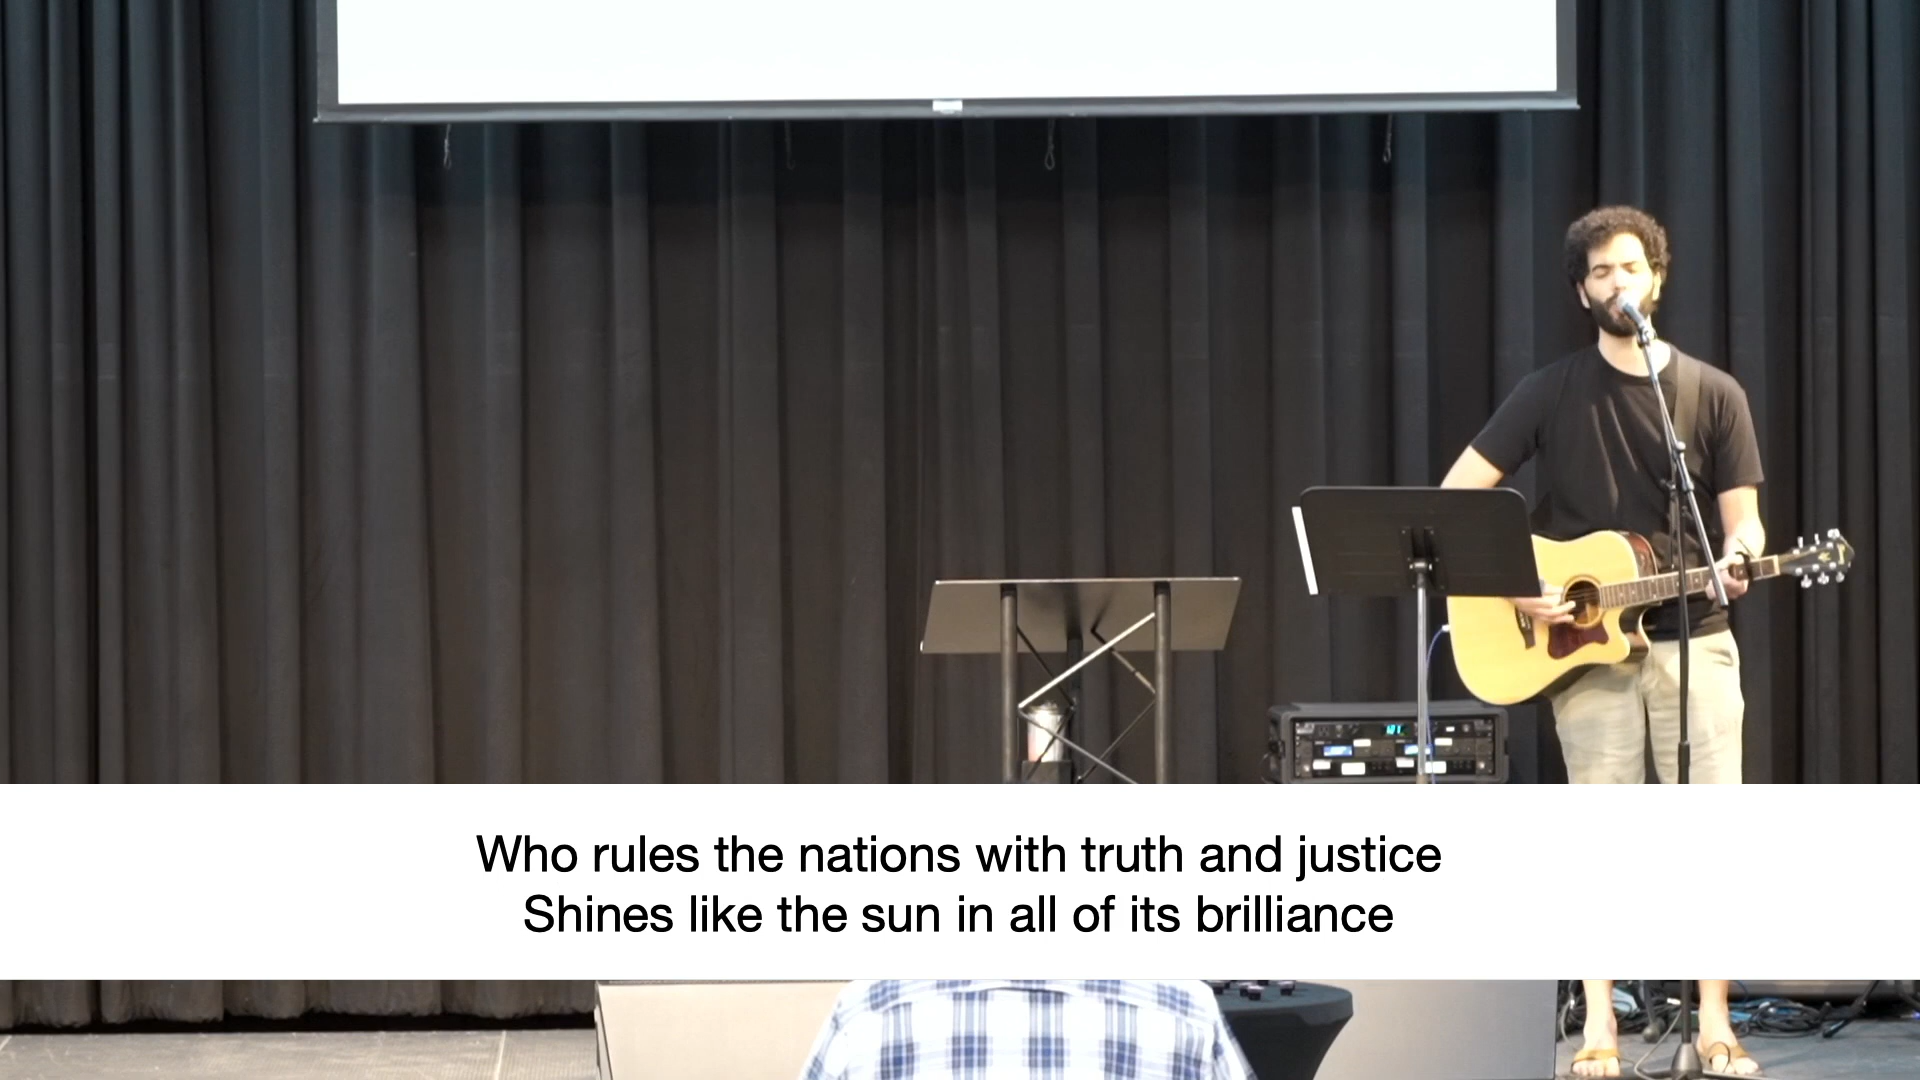 Who rules the nations with truth and justice
Shines like the sun in all of its brilliance